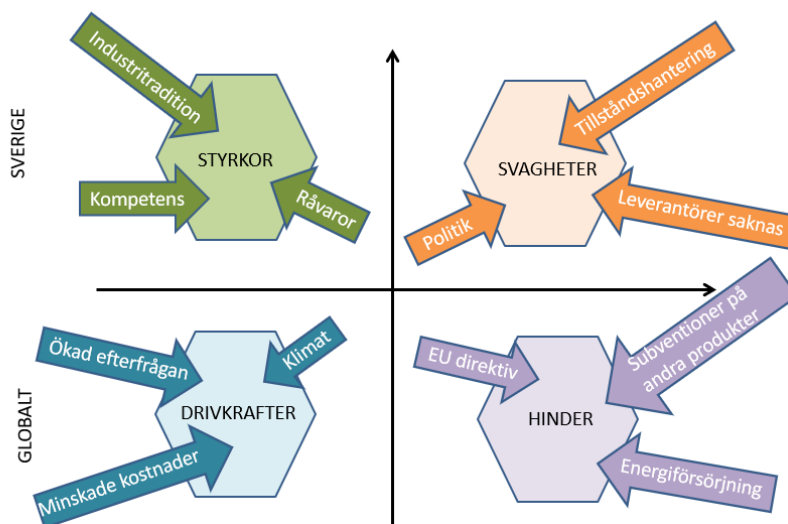 SVERIGE
Industritradition
STYRKOR
Kompetens
Råvaror
Tillståndshantering
SVAGHETER
Politik
Leverantörer saknas
GLOBALT
Ökad efterfrågan
Klimat
DRIVKRAFTER
Minskade kostnader
EU direktiv
Subventioner på
andra produkter
HINDER
Energiförsörjning